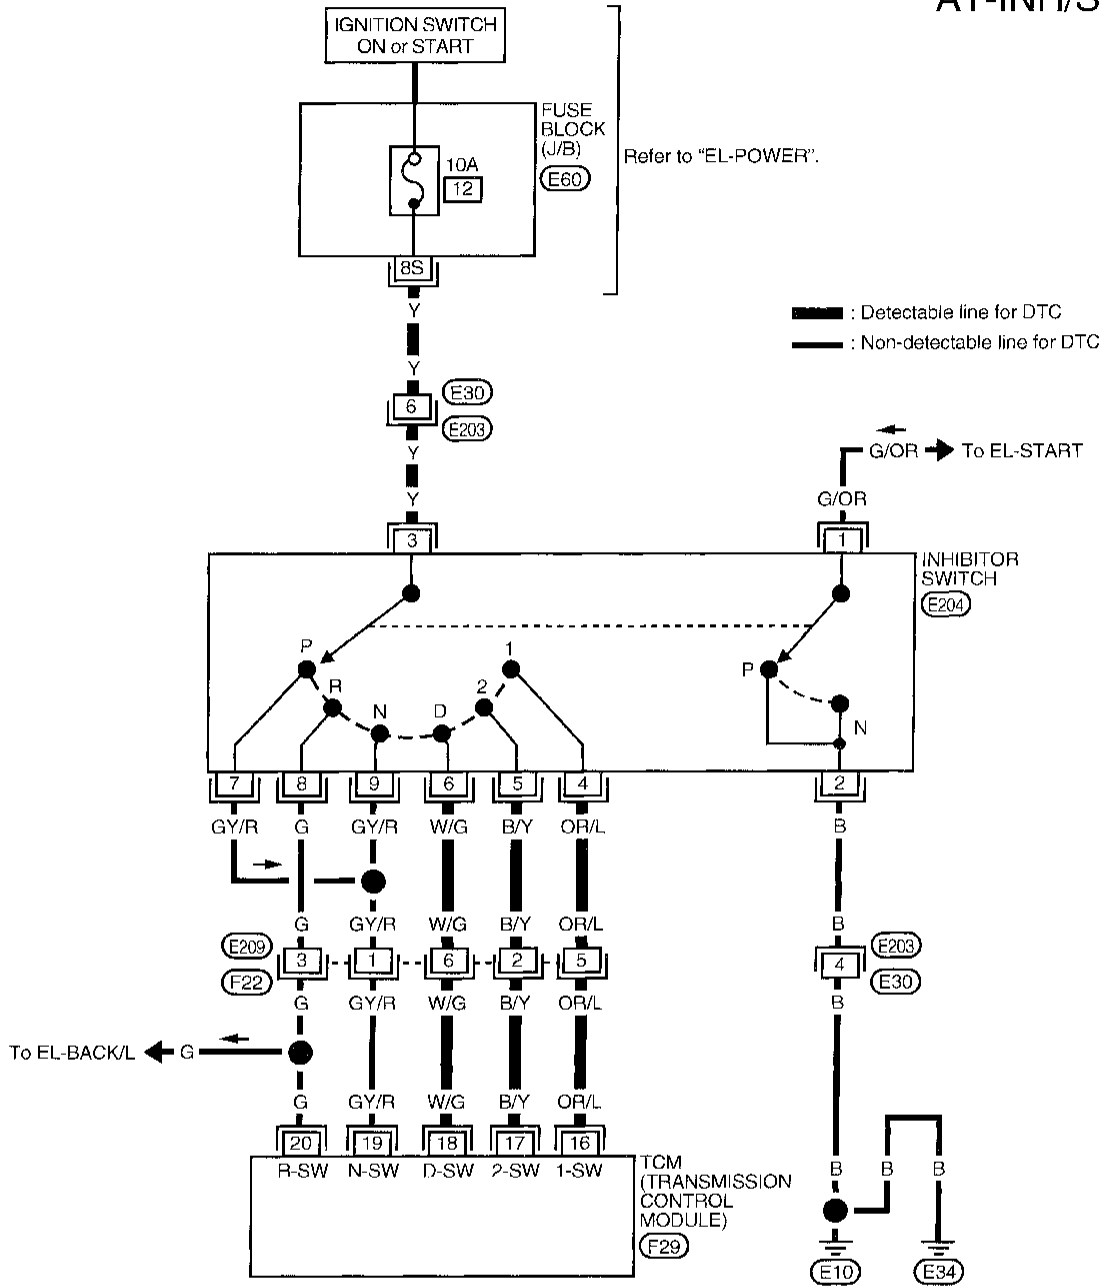 AT-INH/S
IGNITION SWITCH
ON or START
FUSE
BLOCK
(J/B)
E60
10A
12
Refer to "EL-POWER".
8S
Y
: Detectable line for DTC
: Non-detectable line for DTC
Y
6
E30
E203
Y
G/OR
To EL-START
Y
G/OR
3
1
INHIBITOR
SWITCH
E204
P
R
N
D
2
1
P
N
7
8
9
6
5
4
2
GY/R
G
GY/R
W/G
B/Y
OR/L
B
G
GY/R
W/G
B/Y
OR/L
B
E209
F22
3
1
6
2
5
4
E203
E30
G
GY/R
W/G
B/Y
OR/L
B
To EL-BACK/L
G
G
GY/R
W/G
B/Y
OR/L
20
19
18
17
16
R-SW
N-SW
D-SW
2-SW
1-SW
TCM
(TRANSMISSION
CONTROL
MODULE)
F29
B
B
B
E10
E34